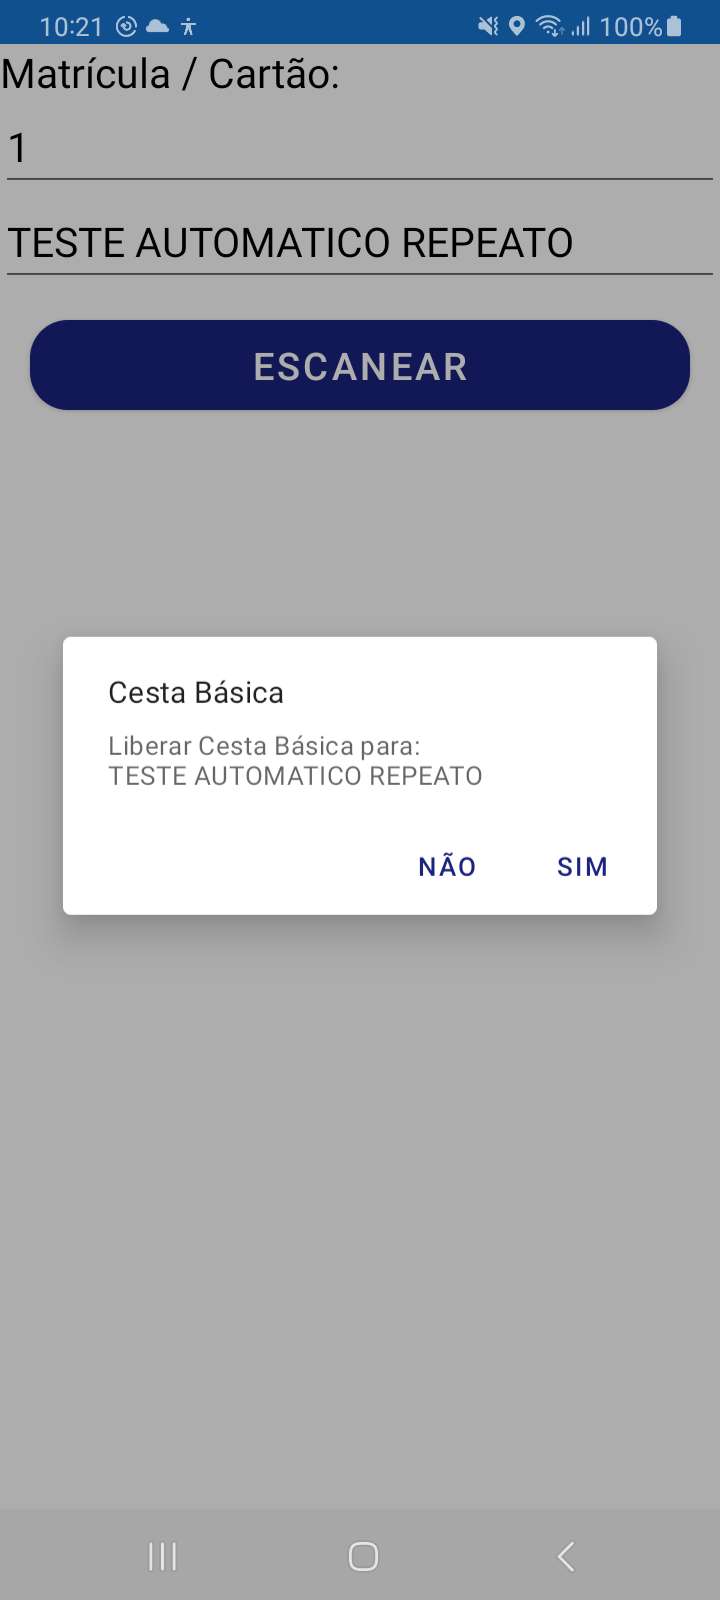 10:21 100%
Matrícula / Cartão:
1
TESTE AUTOMATICO REPEATO
ESCANEAR
Cesta Básica
Liberar Cesta Básica para:
TESTE AUTOMATICO REPEATO
NÃO SIM